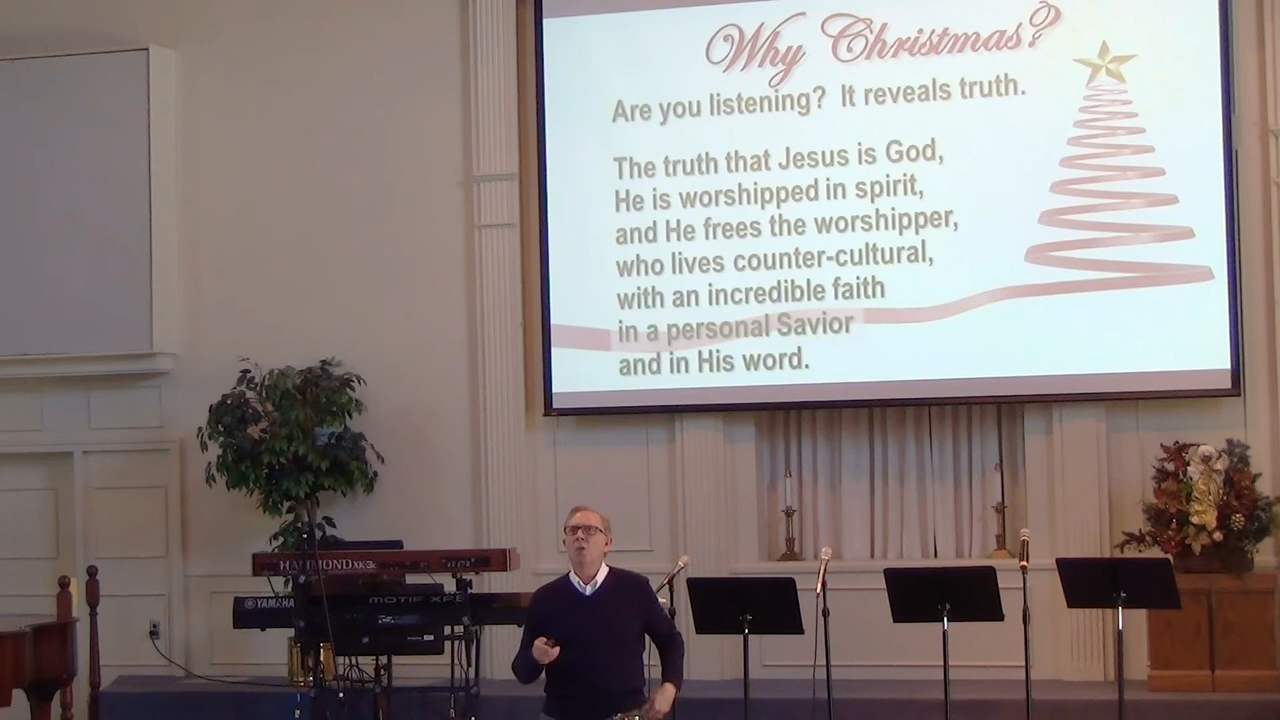 Why Christmas?
Are you listening? It reveals truth.
The truth that Jesus is God,
He is worshipped in spirit,
and He frees the worshipper,
who lives counter-cultural,
with an incredible faith
in a personal Savior
and in His word.
HAMMOND XK-3c
YAMAHA
MOTIF XF8